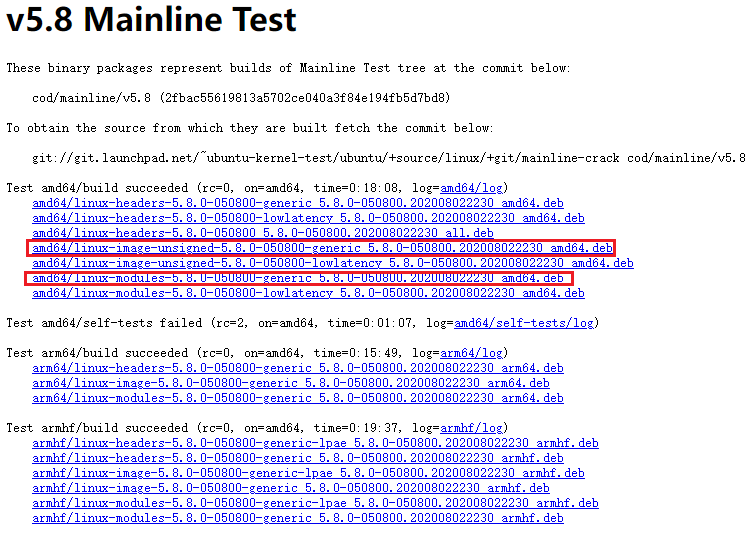 v5.8 Mainline Test
These binary packages represent builds of Mainline Test tree at the commit below:
cod/mainline/v5.8 (2fbac55619813a5702ce040a3f84e194fb5d7bd8)
To obtain the source from which they are built fetch the commit below:
git://git.launchpad.net/~ubuntu-kernel-test/ubuntu/+source/linux/+git/mainline-crack cod/mainline/v5.8
Test amd64/build succeeded (rc=0, on=amd64, time=0:18:08, log=amd64/log)
amd64/linux-headers-5.8.0-050800-generic_5.8.0-050800.202008022230_amd64.deb
amd64/linux-headers-5.8.0-050800-lowlatency_5.8.0-050800.202008022230_amd64.deb
amd64/linux-headers-5.8.0-050800_5.8.0-050800.202008022230_all.deb
amd64/linux-image-unsigned-5.8.0-050800-generic_5.8.0-050800.202008022230_amd64.deb
amd64/linux-image-unsigned-5.8.0-050800-lowlatency_5.8.0-050800.202008022230_amd64.deb
amd64/linux-modules-5.8.0-050800-generic_5.8.0-050800.202008022230_amd64.deb
amd64/linux-modules-5.8.0-050800-lowlatency_5.8.0-050800.202008022230_amd64.deb
Test amd64/self-tests failed (rc=2, on=amd64, time=0:01:07, log=amd64/self-tests/log)
Test arm64/build succeeded (rc=0, on=amd64, time=0:15:49, log=arm64/log)
arm64/linux-headers-5.8.0-050800-generic_5.8.0-050800.202008022230_arm64.deb
arm64/linux-image-5.8.0-050800-generic_5.8.0-050800.202008022230_arm64.deb
arm64/linux-modules-5.8.0-050800-generic_5.8.0-050800.202008022230_arm64.deb
Test armhf/build succeeded (rc=0, on=amd64, time=0:19:37, log=armhf/log)
armhf/linux-headers-5.8.0-050800-generic-lpae_5.8.0-050800.202008022230_armhf.deb
armhf/linux-headers-5.8.0-050800-generic_5.8.0-050800.202008022230_armhf.deb
armhf/linux-image-5.8.0-050800-generic-lpae_5.8.0-050800.202008022230_armhf.deb
armhf/linux-image-5.8.0-050800-generic_5.8.0-050800.202008022230_armhf.deb
armhf/linux-modules-5.8.0-050800-generic-lpae_5.8.0-050800.202008022230_armhf.deb
armhf/linux-modules-5.8.0-050800-generic_5.8.0-050800.202008022230_armhf.deb